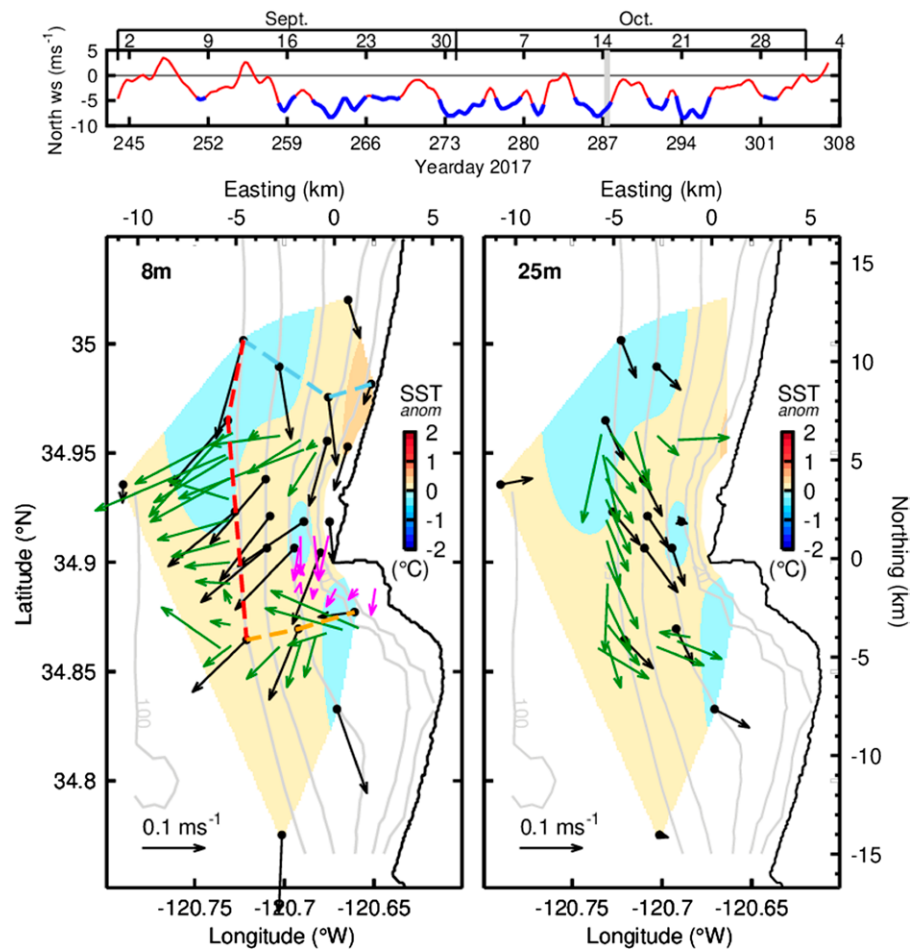 Sept. Oct.
2 9 16 23 30 7 14 21 28 4
North ws (ms-1)
5
0
-5
-10
245 252 259 266 273 280 287 294 301 308
Yearday 2017
Easting (km) Easting (km)
-10 -5 0 5 -10 -5 0 5
8m 25m
15
35 10
SST anom SST anom
34.95 2 2 5
1 1
0 0
-1 -1
34.9 -2 -2 0
(°C) (°C)
Latitude (°N) Northing (km)
34.85 -5
100 100
34.8 -10
0.1 ms-1 0.1 ms-1
-15
-120.75 -120.7 -120.65 -120.75 -120.7 -120.65
Longitude (°W) Longitude (°W)